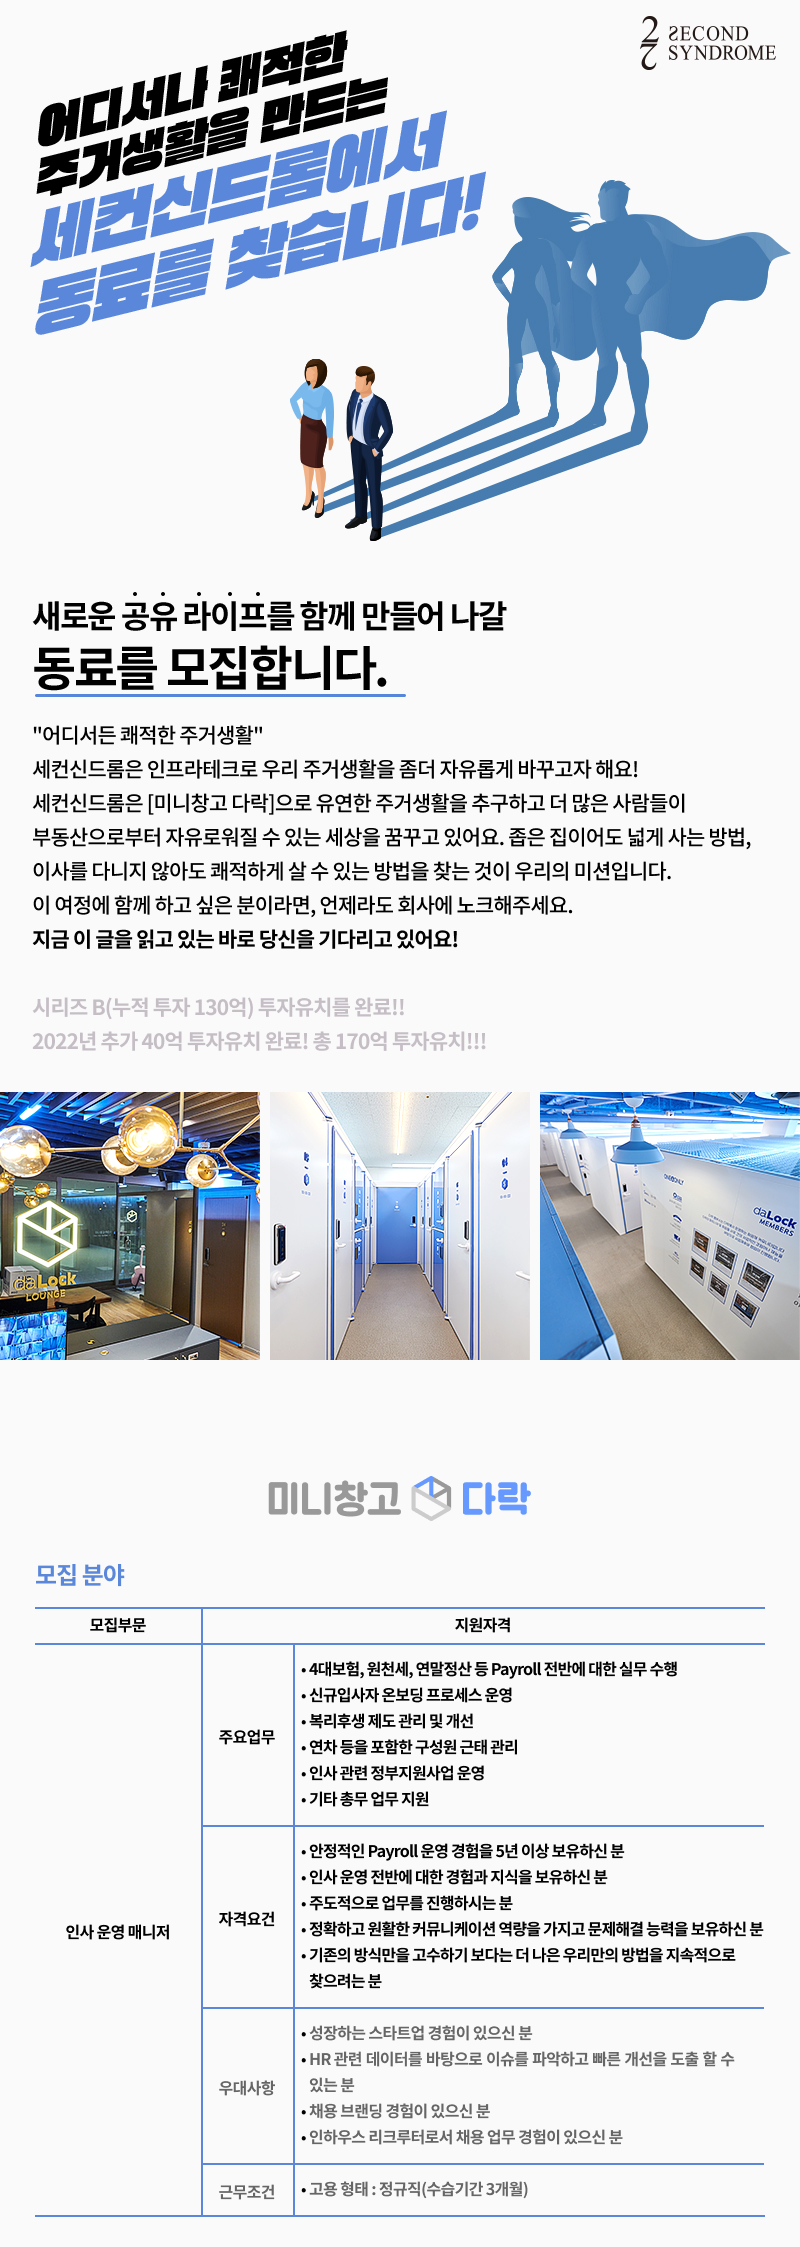 SECOND
SYNDROME
어디서나 쾌적한
주거생활을 만드는
세컨신드롬에서
동료를 찾습니다!
새로운 공유 라이프를 함께 만들어 나갈
동료를 모집합니다.
"어디서든 쾌적한 주거생활"
세컨신드롬은 인프라테크로 우리 주거생활을 좀더 자유롭게 바꾸고자 해요!
세컨신드롬은 [미니창고 다락]으로 유연한 주거생활을 추구하고 더 많은 사람들이
부동산으로부터 자유로워질 수 있는 세상을 꿈꾸고 있어요. 좁은 집이어도 넓게 사는 방법,
이사를 다니지 않아도 쾌적하게 살 수 있는 방법을 찾는 것이 우리의 미션입니다.
이 여정에 함께 하고 싶은 분이라면, 언제라도 회사에 노크해주세요.
지금 이 글을 읽고 있는 바로 당신을 기다리고 있어요!
시리즈 B(누적 투자 130억) 투자유치를 완료!!
2022년 추가 40억 투자유치 완료! 총 170억 투자유치!!!
daLock
LOUNGE
daLock
MEMBERS
미니창고 다락
모집 분야
모집부문 지원자격
인사 운영 매니저
주요업무
• 4대보험, 원천세, 연말정산 등 Payroll 전반에 대한 실무 수행
• 신규입사자 온보딩 프로세스 운영
• 복리후생 제도 관리 및 개선
• 연차 등을 포함한 구성원 근태 관리
• 인사 관련 정부지원사업 운영
• 기타 총무 업무 지원
자격요건
• 안정적인 Payroll 운영 경험을 5년 이상 보유하신 분
• 인사 운영 전반에 대한 경험과 지식을 보유하신 분
• 주도적으로 업무를 진행하시는 분
• 정확하고 원활한 커뮤니케이션 역량을 가지고 문제해결 능력을 보유하신 분
• 기존의 방식만을 고수하기 보다는 더 나은 우리만의 방법을 지속적으로
찾으려는 분
우대사항
• 성장하는 스타트업 경험이 있으신 분
• HR 관련 데이터를 바탕으로 이슈를 파악하고 빠른 개선을 도출 할 수
있는 분
• 채용 브랜딩 경험이 있으신 분
• 인하우스 리크루터로서 채용 업무 경험이 있으신 분
근무조건
• 고용 형태 : 정규직(수습기간 3개월)